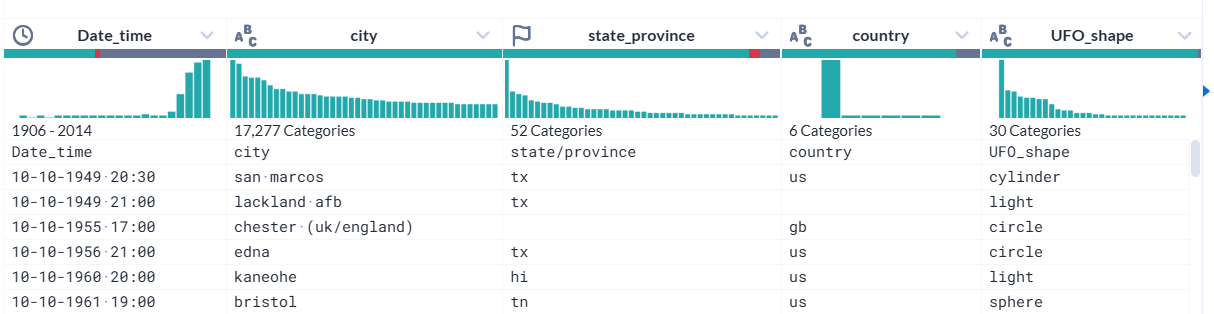 Date_time ABC city state_province ABC country ABC UFO_shape
1906 - 2014 17,277 Categories 52 Categories 6 Categories 30 Categories
Date_time city state/province country UFO_shape
10-10-1949·20:30 san·marcos tx us cylinder
10-10-1949·21:00 lackland·afb tx light
10-10-1955·17:00 chester·(uk/england) gb circle
10-10-1956·21:00 edna tx us circle
10-10-1960·20:00 kaneohe hi us light
10-10-1961·19:00 bristol tn us sphere